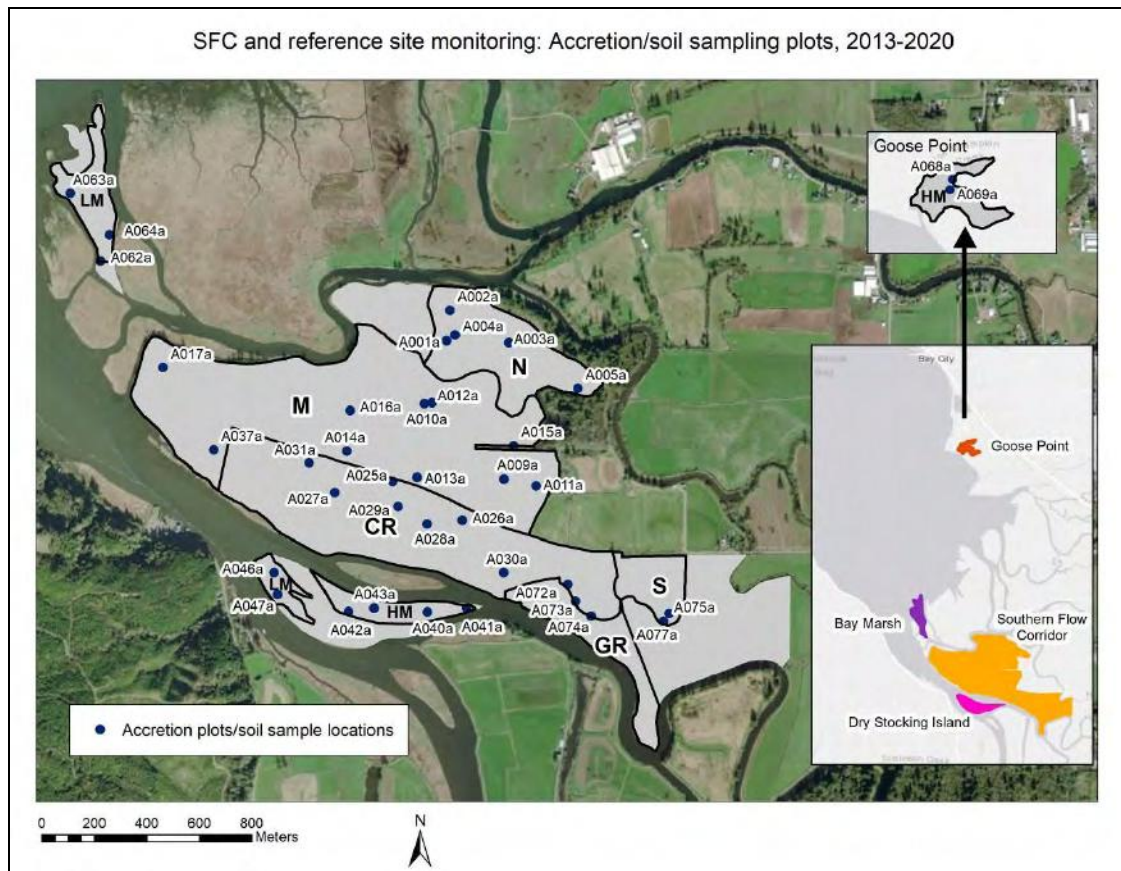 SFC and reference site monitoring: Accretion/soil sampling plots, 2013-2020
Goose Point
A068a
HM
A069a
A063a
LM
A064a
A062a
A002a
A004a
A001a
A003a
N
A005a
A017a
M
A012a
A016a
A010a
A015a
A037a
A014a
A031a
A009a
A025a
A013a
A011a
A027a
A029a
A026a
CR
A028a
A030a
A046a
LM
A047a
A043a
HM
A042a
A040a
A041a
A072a
A073a
A074a
S
A075a
A077a
GR
Bay City
Goose Point
Bay Marsh
Southern Flow
Corridor
Dry Stocking Island
Accretion plots/soil sample locations
0 200 400 600 800
Meters
N